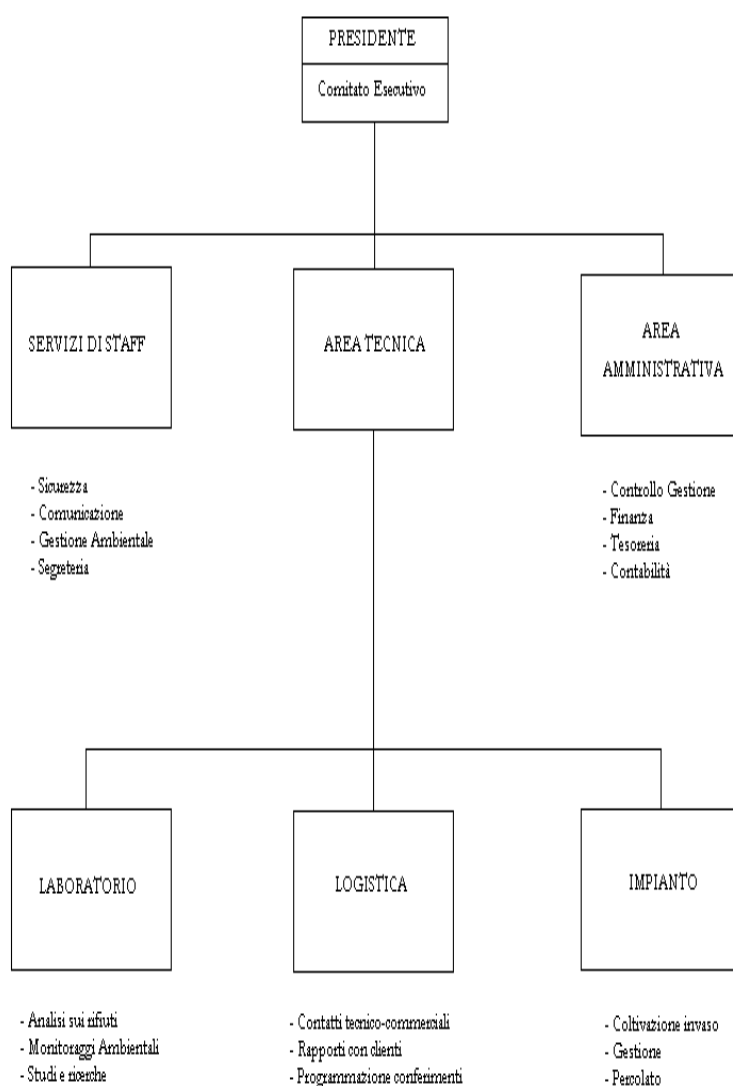 PRESIDENTE
Comitato Esecutivo
SERVIZI DI STAFF
AREA TECNICA
AREA
AMMINISTRATIVA
- Sicurezza
- Comunicazione
- Gestione Ambientale
- Segreteria
- Controllo Gestione
- Finanza
- Tesoreria
- Contabilità
LABORATORIO
LOGISTICA
IMPIANTO
- Analisi sui rifiuti
- Monitoraggi Ambientali
- Studi e ricerche
- Contatti tecnico-commerciali
- Rapporti con clienti
- Programmazione conferimenti
- Coltivazione invaso
- Gestione
- Percolato